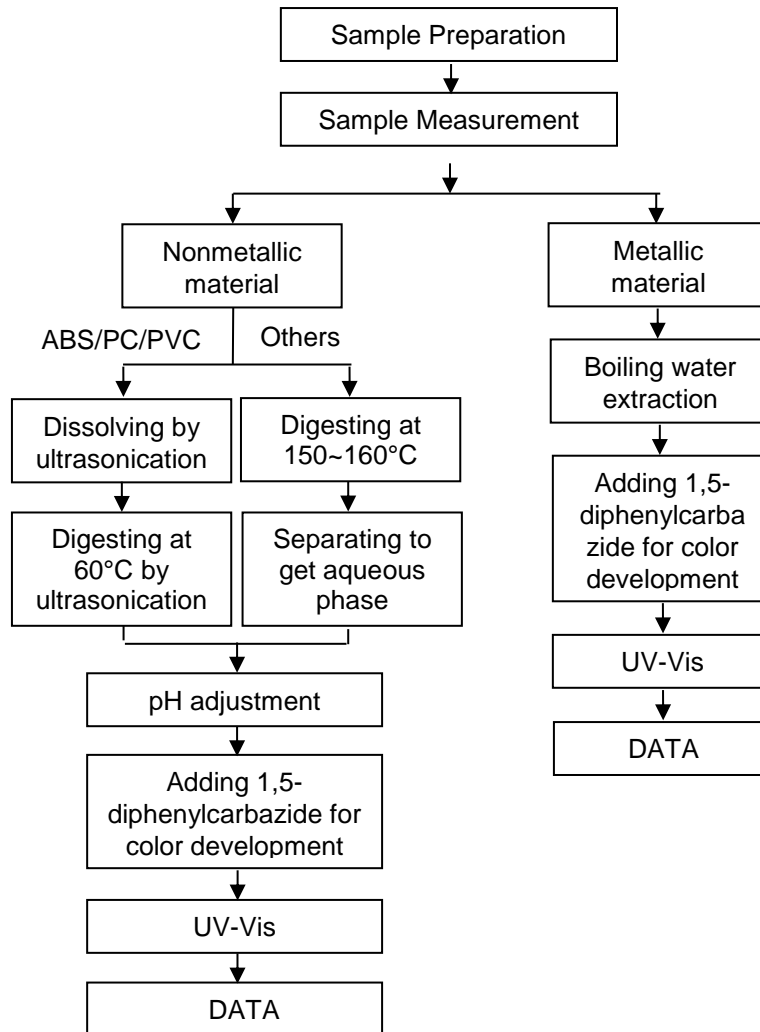 Sample Preparation
Sample Measurement
Nonmetallic
material
Metallic
material
ABS/PC/PVC
Others
Boiling water
extraction
Dissolving by
ultrasonication
Digesting at
150~160°C
Adding 1,5-
diphenylcarba
zide for color
development
Digesting at
60°C by
ultrasonication
Separating to
get aqueous
phase
UV-Vis
pH adjustment
DATA
Adding 1,5-
diphenylcarbazide for
color development
UV-Vis
DATA